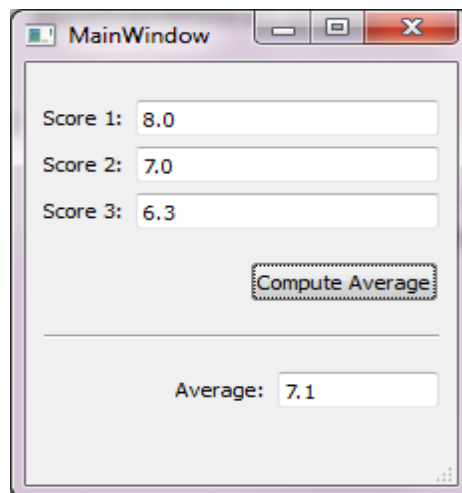 MainWindow
Score 1: 8.0
Score 2: 7.0
Score 3: 6.3
Compute Average
Average: 7.1